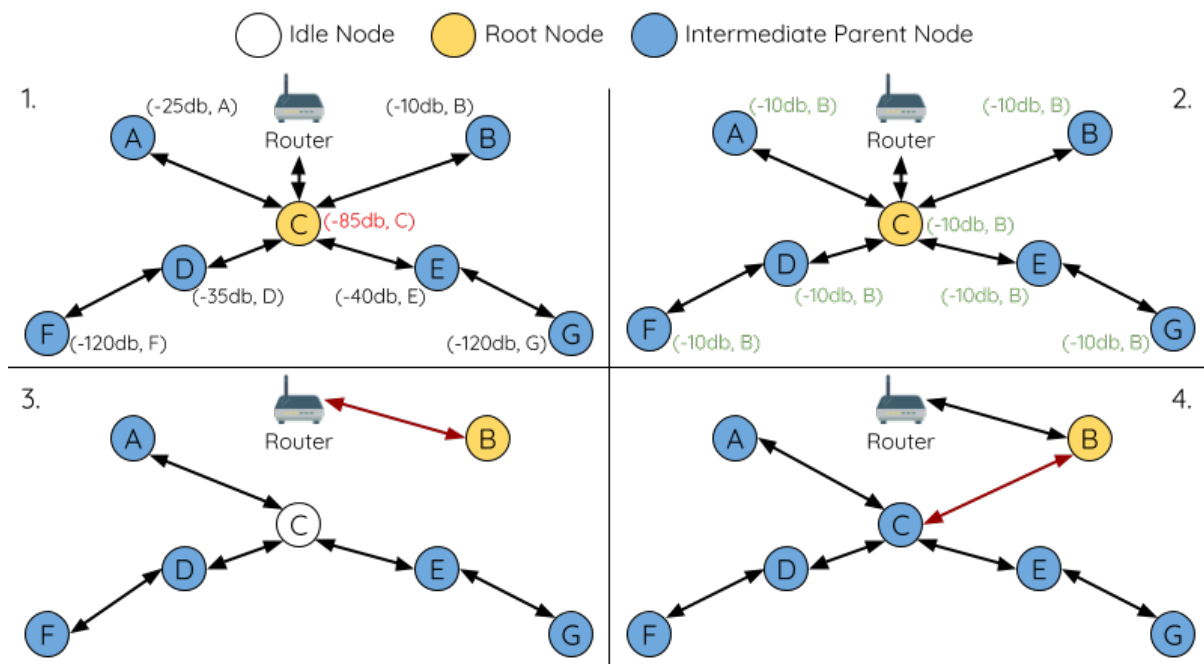 Idle Node
Root Node
Intermediate Parent Node
1.
(-25db, A)
(-10db, B)
A
Router
B
C
(-85db, C)
D
E
(-35db, D)
(-40db, E)
F
(-120db, F)
(-120db, G)
G
2.
(-10db, B)
(-10db, B)
A
Router
B
C
(-10db, B)
D
E
(-10db, B)
(-10db, B)
F
(-10db, B)
(-10db, B)
G
3.
A
Router
B
C
D
E
F
G
4.
A
Router
B
C
D
E
F
G